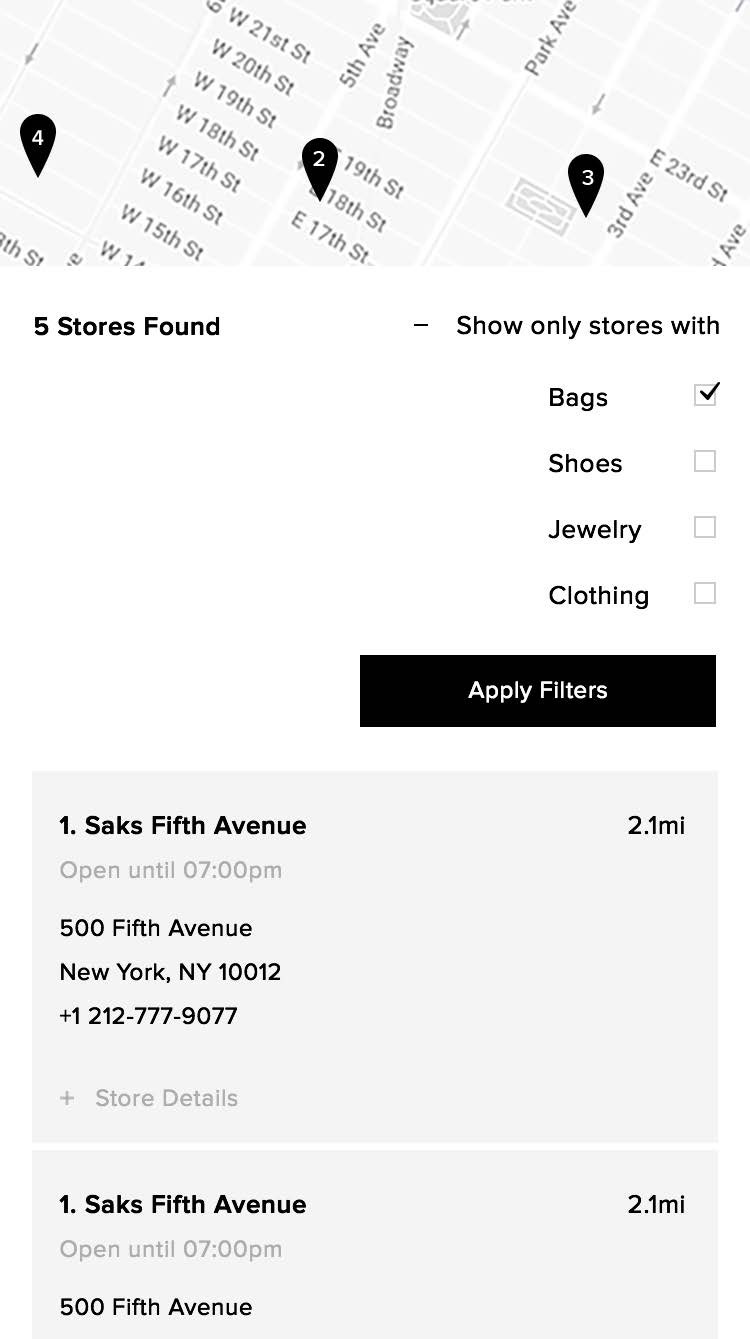 W 21st St
W 20th St
W 19th St
W 18th St
W 17th St
W 16th St
W 15th St
5th Ave
Broadway
Park Ave
4
2
3
19th St
18th St
E 17th St
E 23rd St
3rd Ave
Ave
5 Stores Found
– Show only stores with
Bags
Shoes
Jewelry
Clothing
Apply Filters
1. Saks Fifth Avenue 2.1mi
Open until 07:00pm
500 Fifth Avenue
New York, NY 10012
+1 212-777-9077
+ Store Details
1. Saks Fifth Avenue 2.1mi
Open until 07:00pm
500 Fifth Avenue